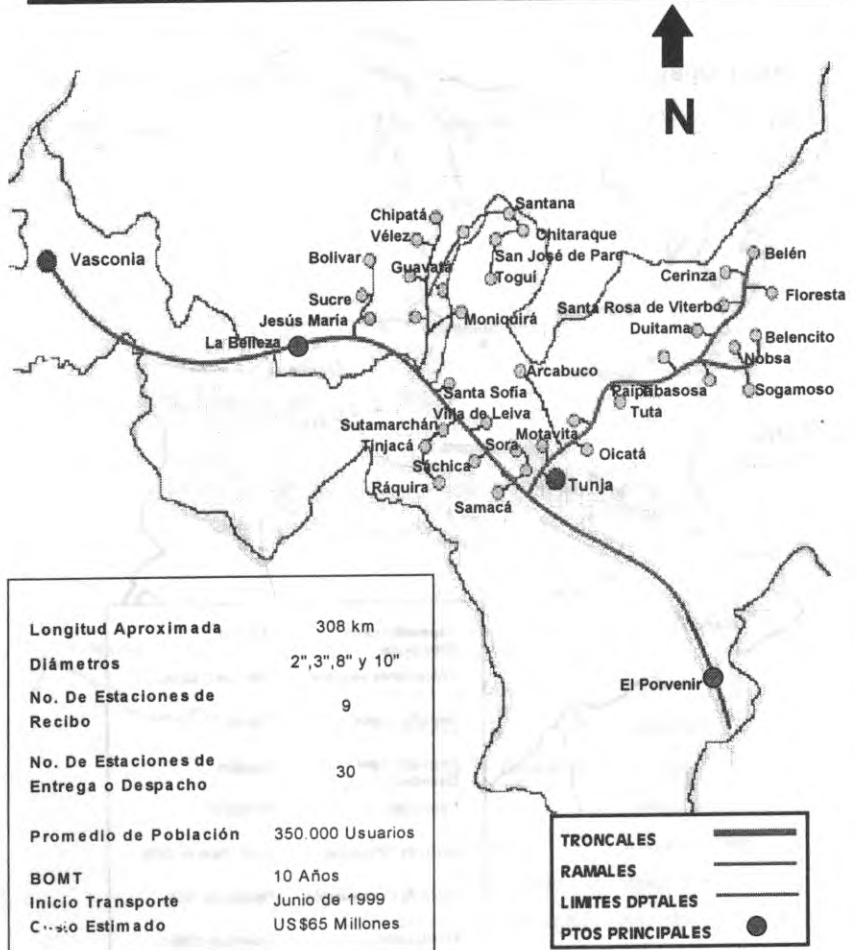 N
Santana
Chipatá
Chitaraque
Vélez
San José de Pare
Belén
Vasconia
Bolivar
Guavatá
Togui
Cerinza
Floresta
Sucre
Santa Rosa de Viterbo
Jesús María
Moniquirá
Duitama
Belencito
La Belleza
Nobsa
Arcabuco
Paipa
Tibasosa
Sogamoso
Santa Sofía
Tuta
Villa de Leiva
Sutamarchán
Motavita
Tinjacá
Sora
Oicatá
Sáchica
Ráquira
Tunja
Samacá
El Porvenir
Longitud Aproximada 308 km
Diámetros 2",3",8" y 10"
No. De Estaciones de
Recibo 9
No. De Estaciones de
Entrega o Despacho 30
Promedio de Población 350.000 Usuarios
BOMT 10 Años
Inicio Transporte Junio de 1999
Estimado US$65 Millones
TRONCALES
RAMALES
LIMITES DPTALES
PTOS PRINCIPALES